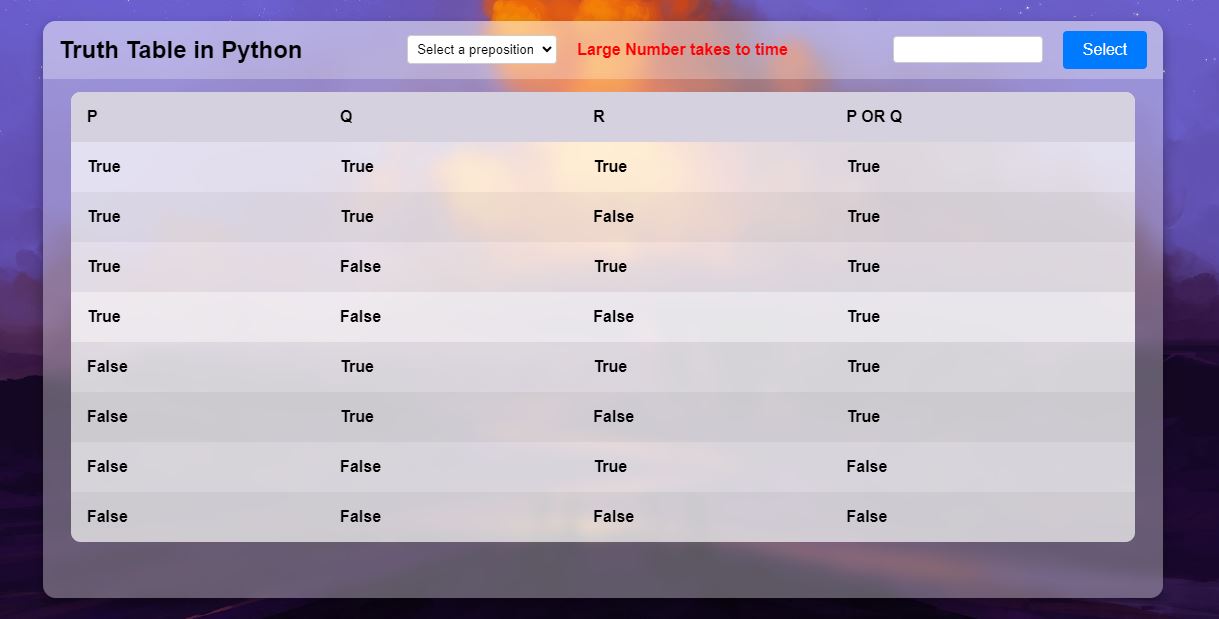 Truth Table in Python Select a preposition Large Number takes to time Select
P Q R P OR Q
True True True True
True True False True
True False True True
True False False True
False True True True
False True False True
False False True False
False False False False